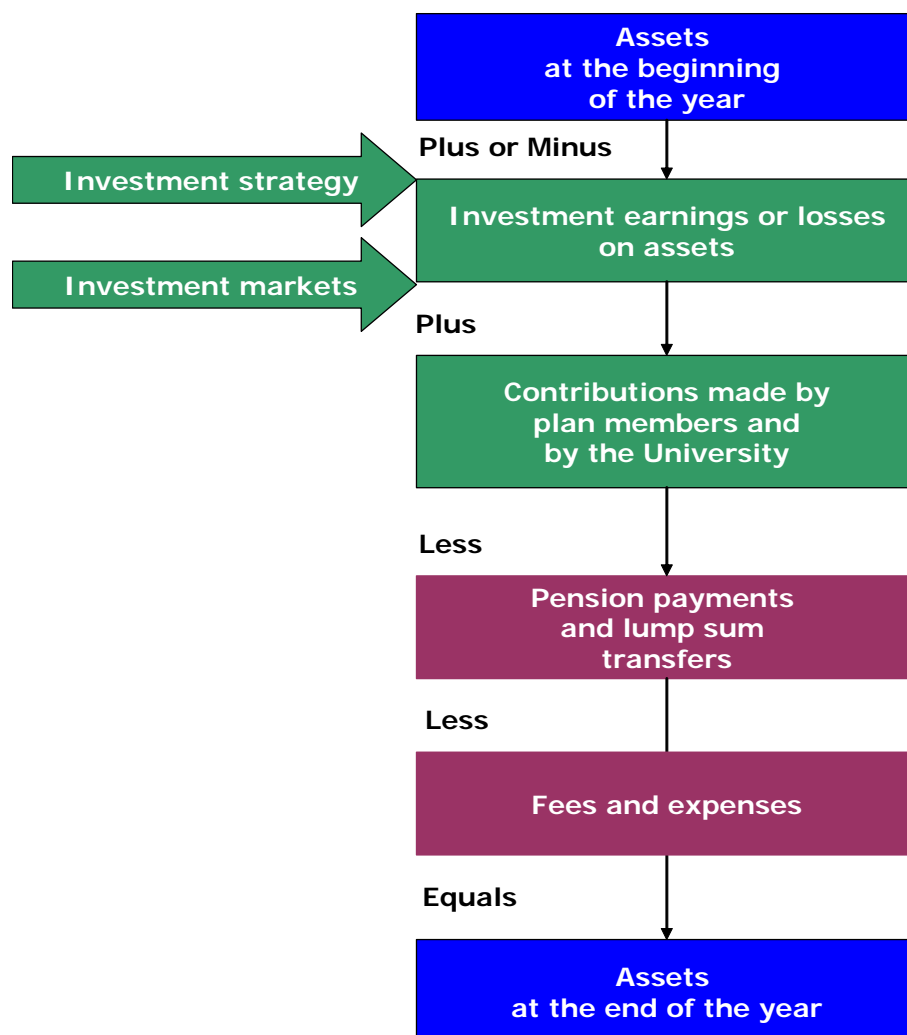 Assets
at the beginning
of the year
Plus or Minus
Investment strategy
Investment earnings or losses
on assets
Investment markets
Plus
Contributions made by
plan members and
by the University
Less
Pension payments
and lump sum
transfers
Less
Fees and expenses
Equals
Assets
at the end of the year